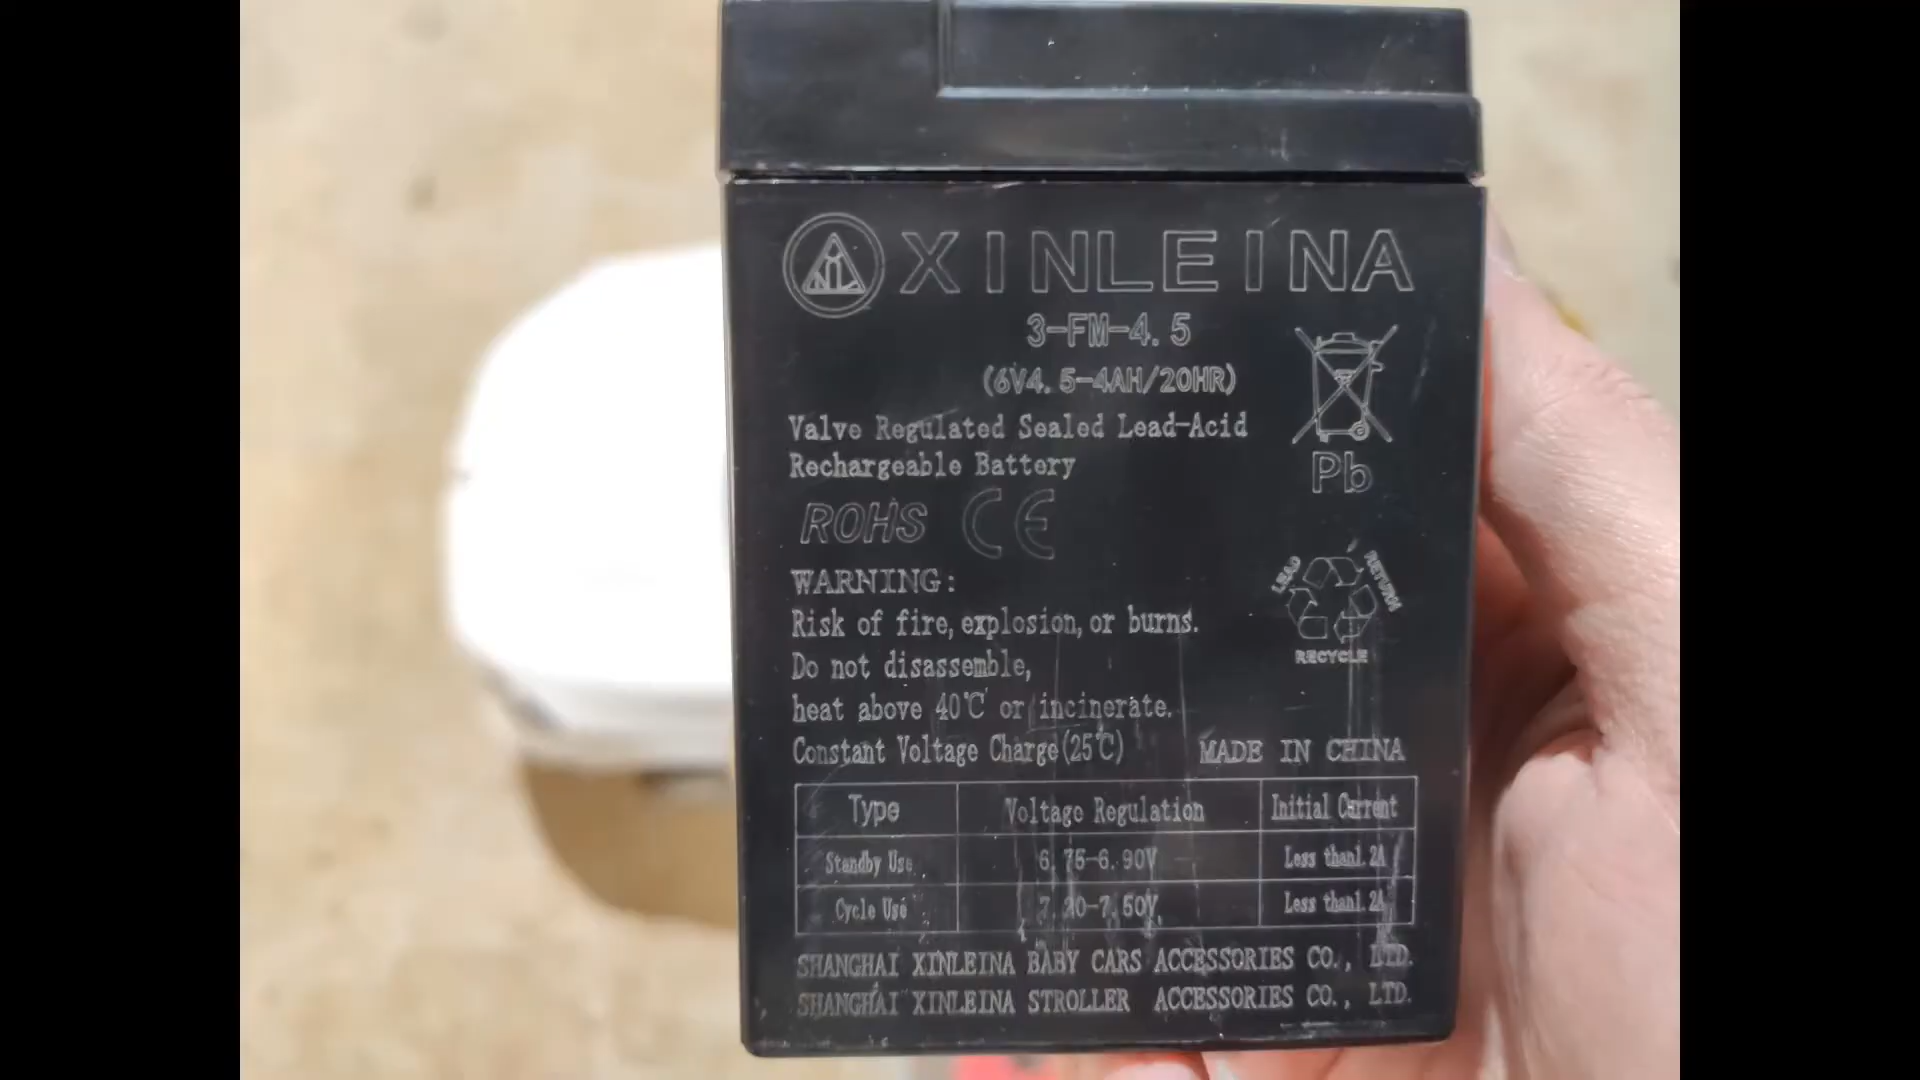 XINLEINA
3-FM-4.5
(6V4.5-4AH/20HR)
Valve Regulated Sealed Lead-Acid
Rechargeable Battery
Pb
ROHS CE
WARNING:
Risk of fire, explosion, or burns.
Do not disassemble,
heat above 40℃ or incinerate.
LEAD RETURN
RECYCLE
Constant Voltage Charge(25℃) MADE IN CHINA
Type Voltage Regulation Initial Current
Standby Use 6.75-6.90V Less than1.2A
Cycle Use 7.20-7.50V Less than1.2A
SHANGHAI XINLEINA BABY CARS ACCESSORIES CO., LTD.
SHANGHAI XINLEINA STROLLER ACCESSORIES CO., LTD.